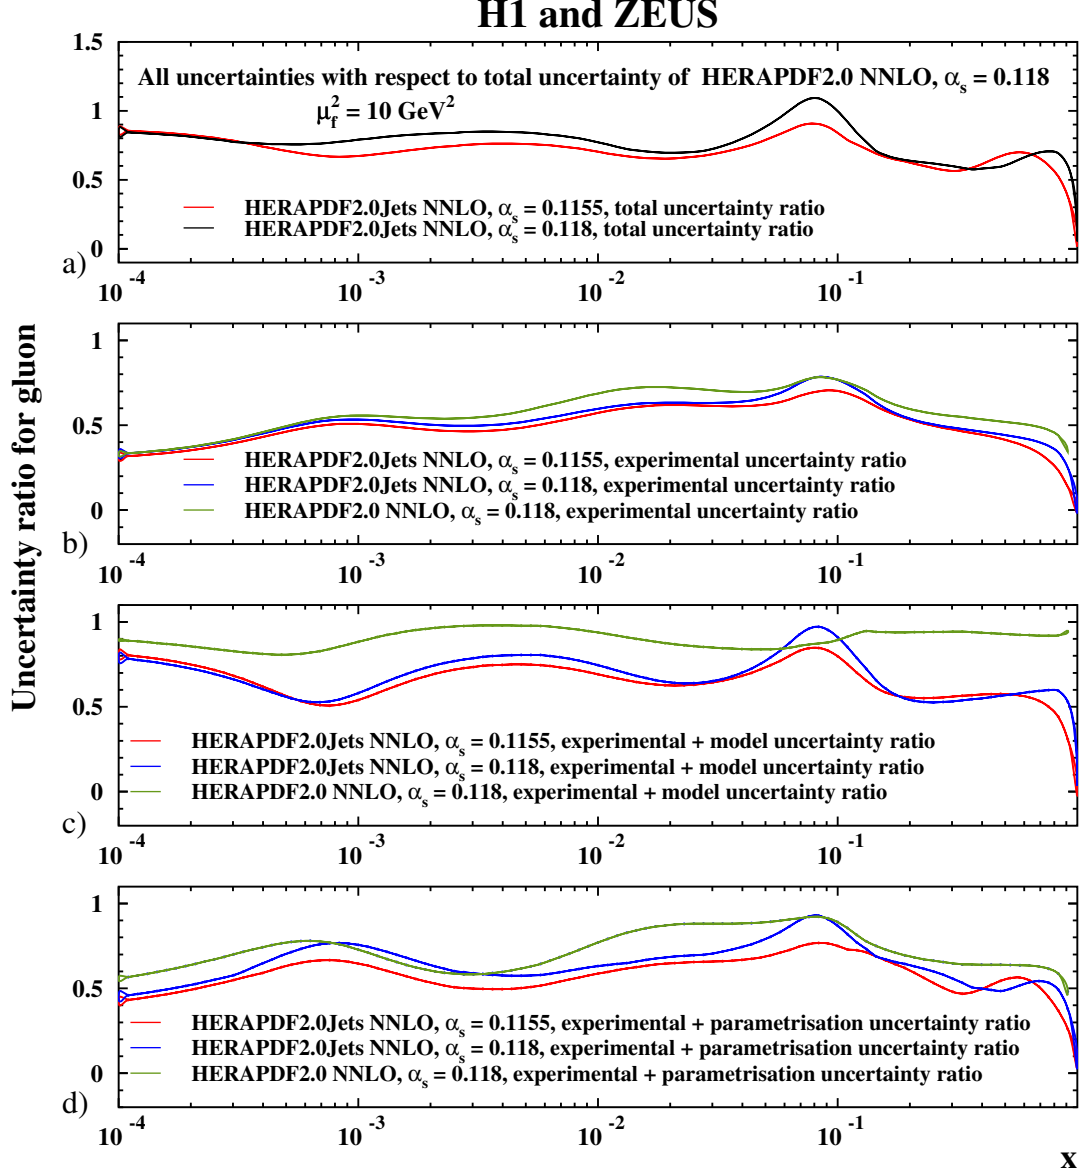 H1 and ZEUS
1.5
All uncertainties with respect to total uncertainty of HERAPDF2.0 NNLO, αs = 0.118
μf² = 10 GeV²
1
0.5
HERAPDF2.0Jets NNLO, αs = 0.1155, total uncertainty ratio
HERAPDF2.0Jets NNLO, αs = 0.118, total uncertainty ratio
0
a)
10⁻⁴ 10⁻³ 10⁻² 10⁻¹
Uncertainty ratio for gluon
1
0.5
HERAPDF2.0Jets NNLO, αs = 0.1155, experimental uncertainty ratio
HERAPDF2.0Jets NNLO, αs = 0.118, experimental uncertainty ratio
HERAPDF2.0 NNLO, αs = 0.118, experimental uncertainty ratio
0
b)
10⁻⁴ 10⁻³ 10⁻² 10⁻¹
1
0.5
HERAPDF2.0Jets NNLO, αs = 0.1155, experimental + model uncertainty ratio
HERAPDF2.0Jets NNLO, αs = 0.118, experimental + model uncertainty ratio
HERAPDF2.0 NNLO, αs = 0.118, experimental + model uncertainty ratio
0
c)
10⁻⁴ 10⁻³ 10⁻² 10⁻¹
1
0.5
HERAPDF2.0Jets NNLO, αs = 0.1155, experimental + parametrisation uncertainty ratio
HERAPDF2.0Jets NNLO, αs = 0.118, experimental + parametrisation uncertainty ratio
HERAPDF2.0 NNLO, αs = 0.118, experimental + parametrisation uncertainty ratio
0
d)
10⁻⁴ 10⁻³ 10⁻² 10⁻¹
x